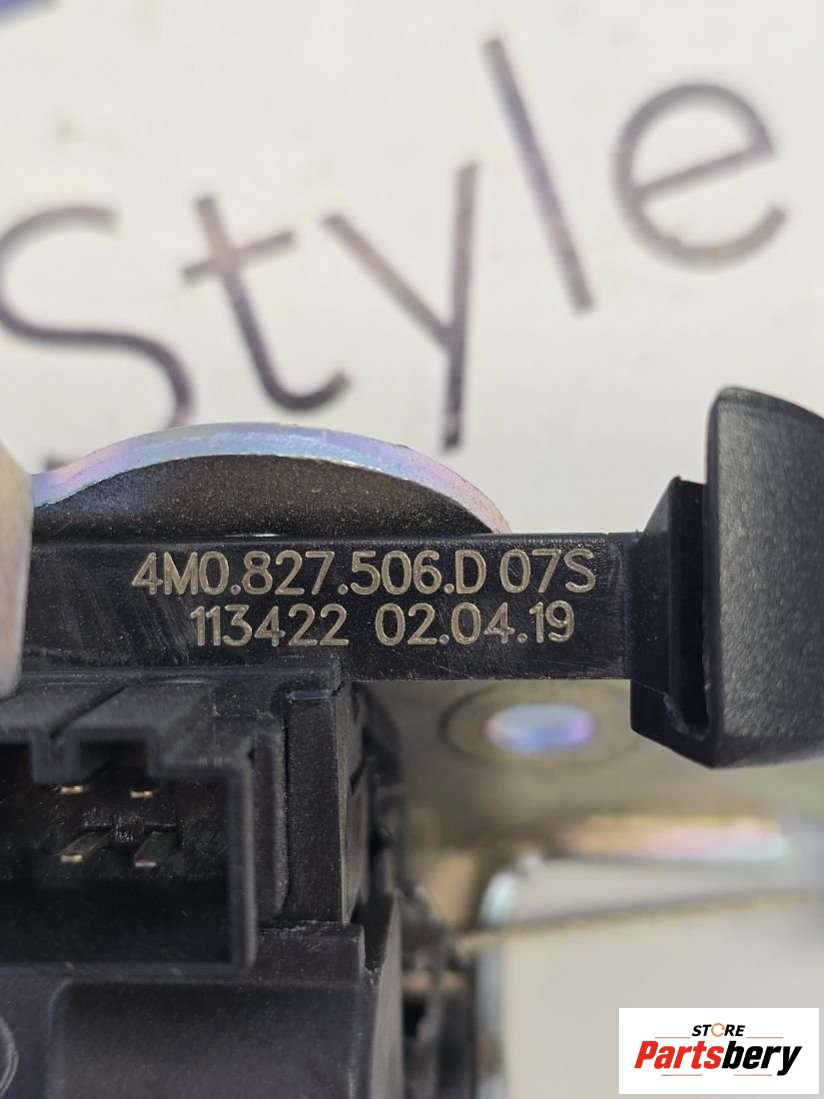 Style
4M0.827.506.D 07S
113422 02.04.19
STORE
Partsbery